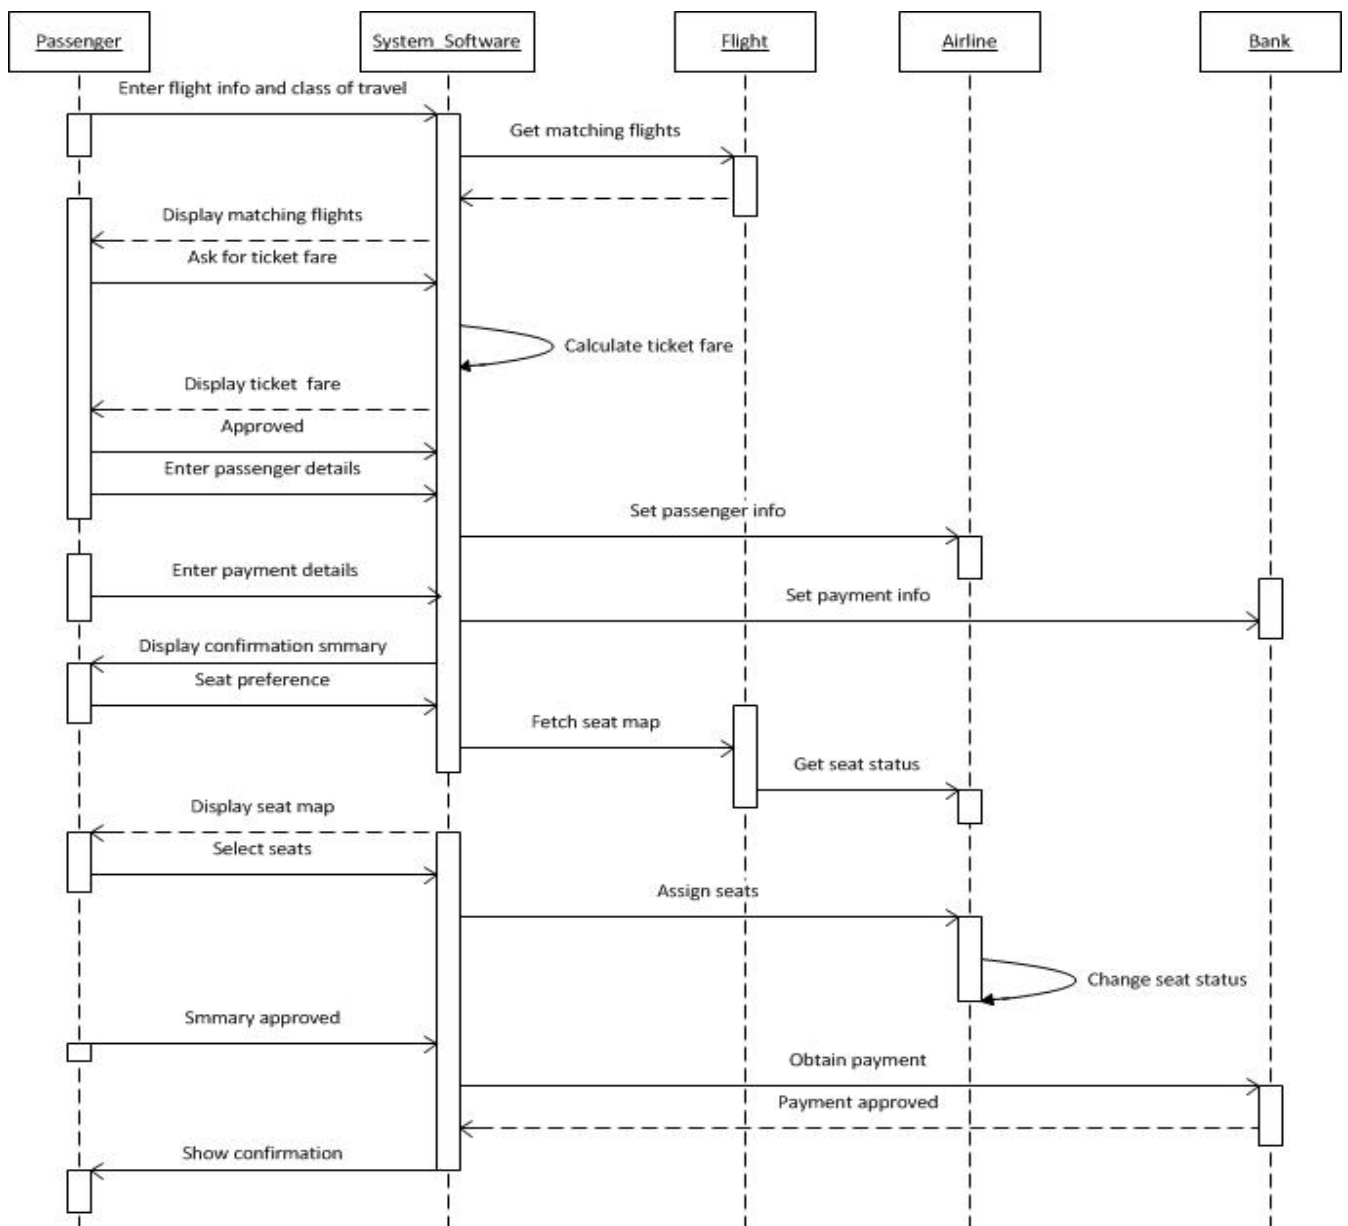 Passenger
System_Software
Flight
Airline
Bank
Enter flight info and class of travel
Get matching flights
Display matching flights
Ask for ticket fare
Calculate ticket fare
Display ticket  fare
Approved
Enter passenger details
Set passenger info
Enter payment details
Set payment info
Display confirmation smmary
Seat preference
Fetch seat map
Get seat status
Display seat map
Select seats
Assign seats
Change seat status
Smmary approved
Obtain payment
Payment approved
Show confirmation